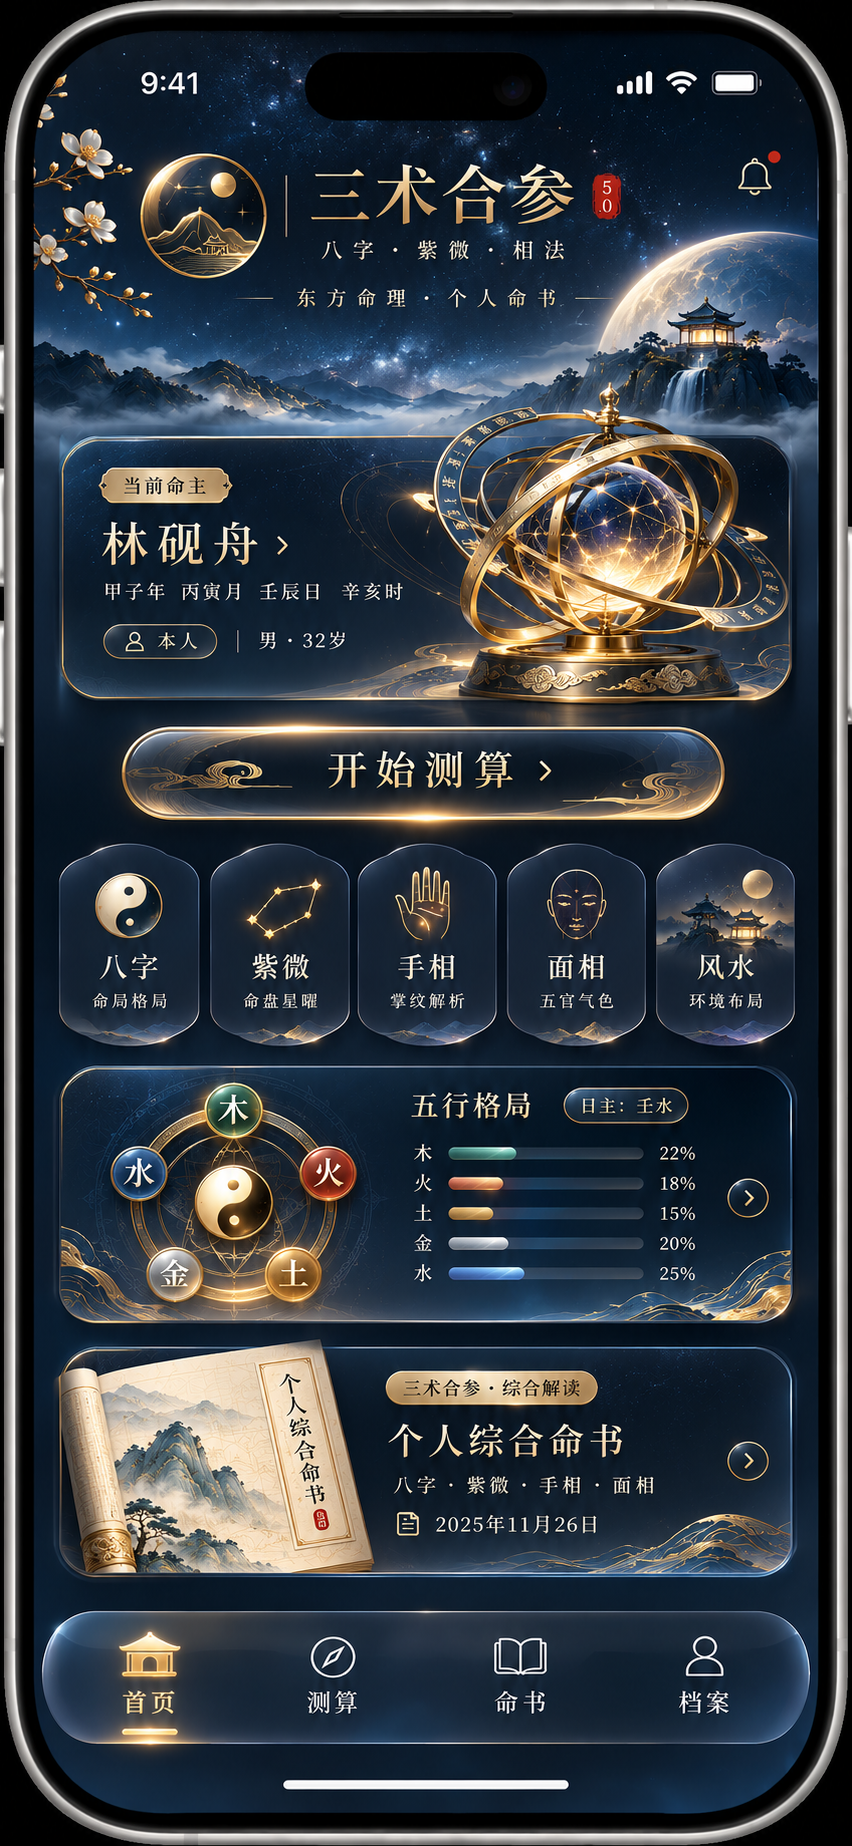 9:41
三术合参
5.0
八字·紫微·相法
东方命理·个人命书
当前命主
林砚舟
甲子年 丙寅月 壬辰日 辛亥时
本人
男·32岁
开始测算
八字
命局格局
紫微
命盘星曜
手相
掌纹解析
面相
五官气色
风水
环境布局
木
水
火
金
土
五行格局
日主：壬水
木 22%
火 18%
土 15%
金 20%
水 25%
个人综合命书
三术合参·综合解读
个人综合命书
八字·紫微·手相·面相
2025年11月26日
首页
测算
命书
档案